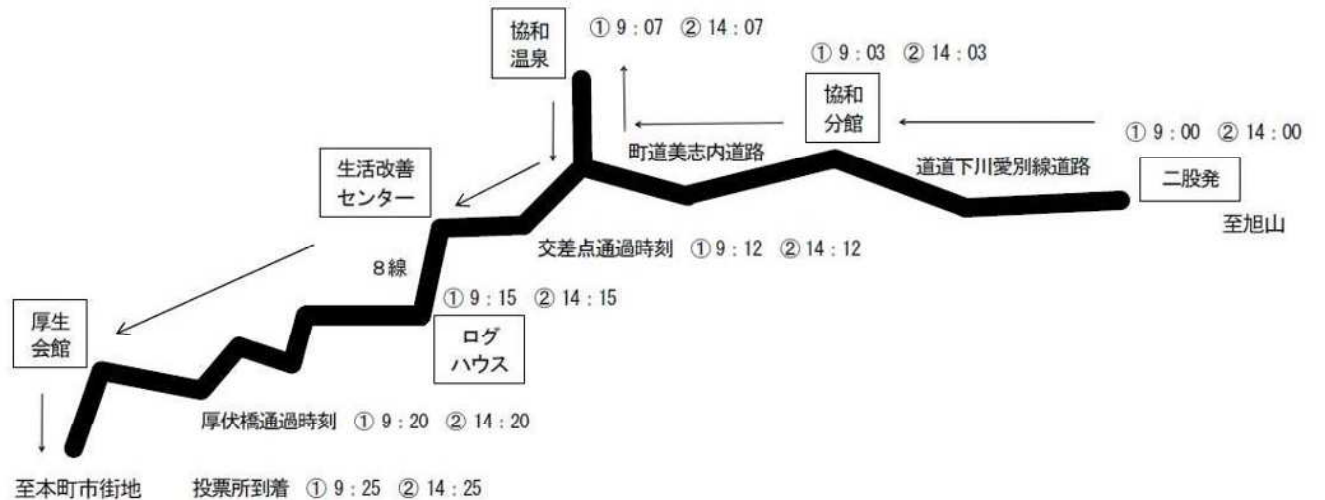 協和
温泉
① 9：07　② 14：07
① 9：03　② 14：03
協和
分館
① 9：00　② 14：00
町道美志内道路
道道下川愛別線道路
二股発
至旭山
生活改善
センター
交差点通過時刻　① 9：12　② 14：12
８線
① 9：15　② 14：15
ログ
ハウス
厚生
会館
厚伏橋通過時刻　① 9：20　② 14：20
至本町市街地　投票所到着　① 9：25　② 14：25